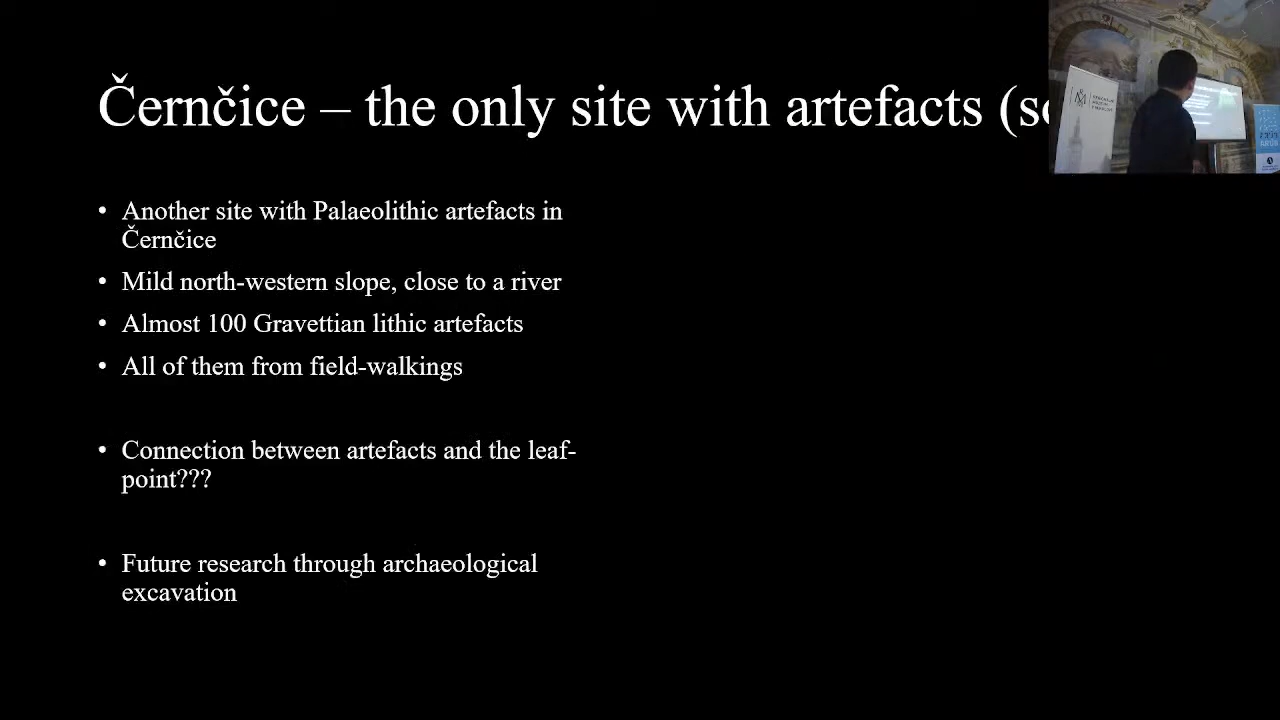 Černčice – the only site with artefacts
• Another site with Palaeolithic artefacts in
Černčice
• Mild north-western slope, close to a river
• Almost 100 Gravettian lithic artefacts
• All of them from field-walkings
• Connection between artefacts and the leaf-
point???
• Future research through archaeological
excavation